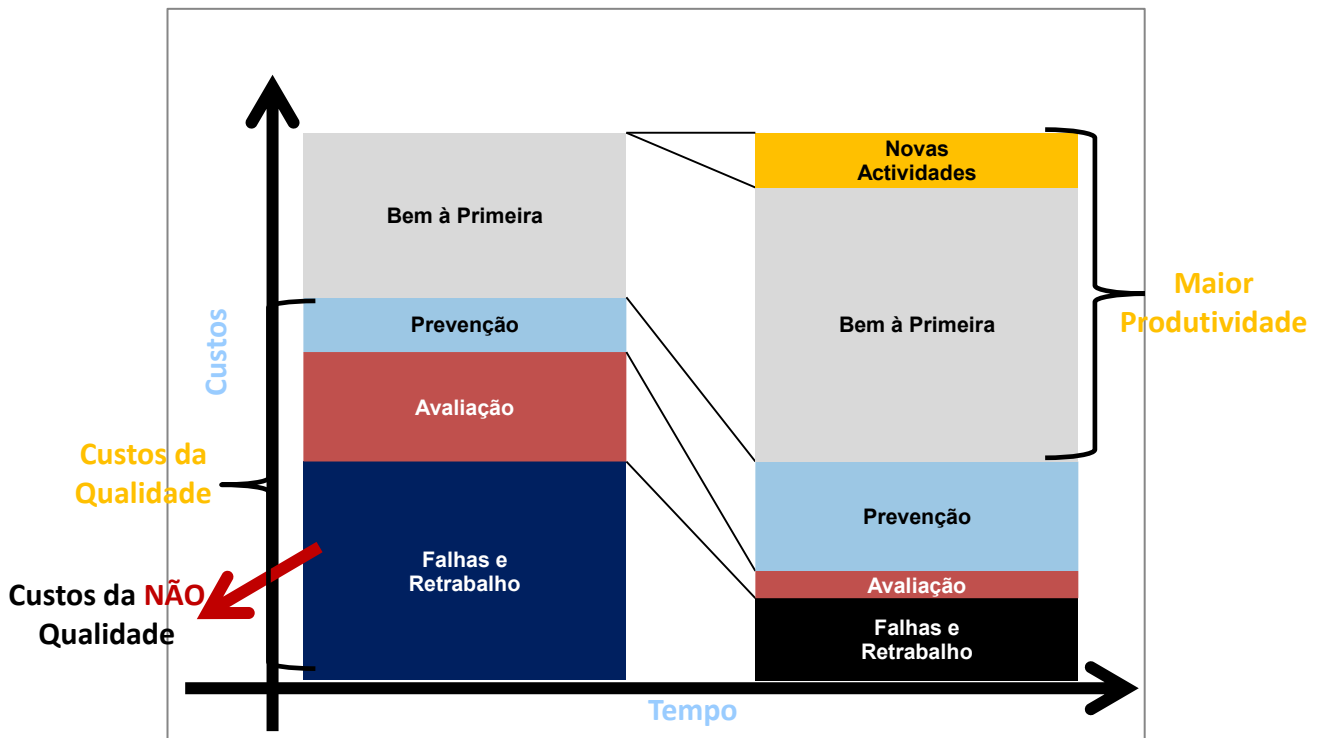 Custos
Bem à Primeira
Prevenção
Avaliação
Falhas e
Retrabalho
Custos da
Qualidade
Custos da NÃO
Qualidade
Novas
Actividades
Bem à Primeira
Prevenção
Avaliação
Falhas e
Retrabalho
Maior
Produtividade
Tempo